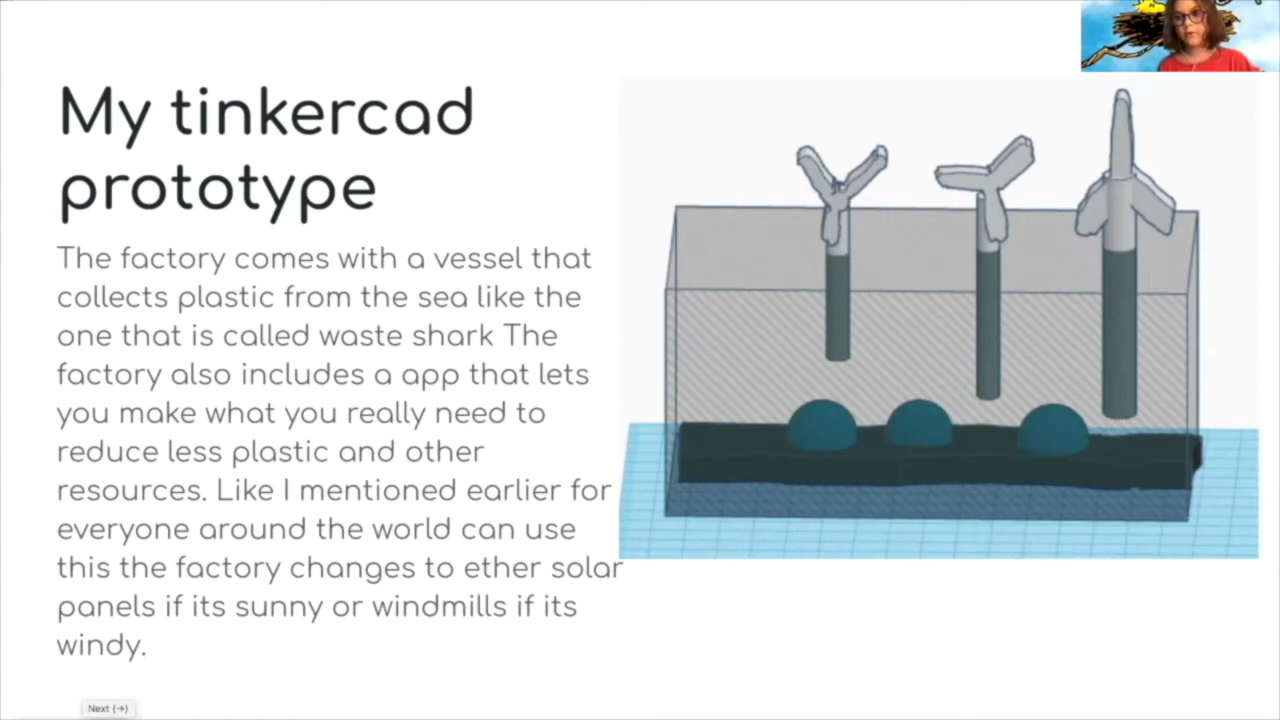 My tinkercad
prototype
The factory comes with a vessel that
collects plastic from the sea like the
one that is called waste shark The
factory also includes a app that lets
you make what you really need to
reduce less plastic and other
resources. Like I mentioned earlier for
everyone around the world can use
this the factory changes to ether solar
panels if its sunny or windmills if its
windy.
Next (→)